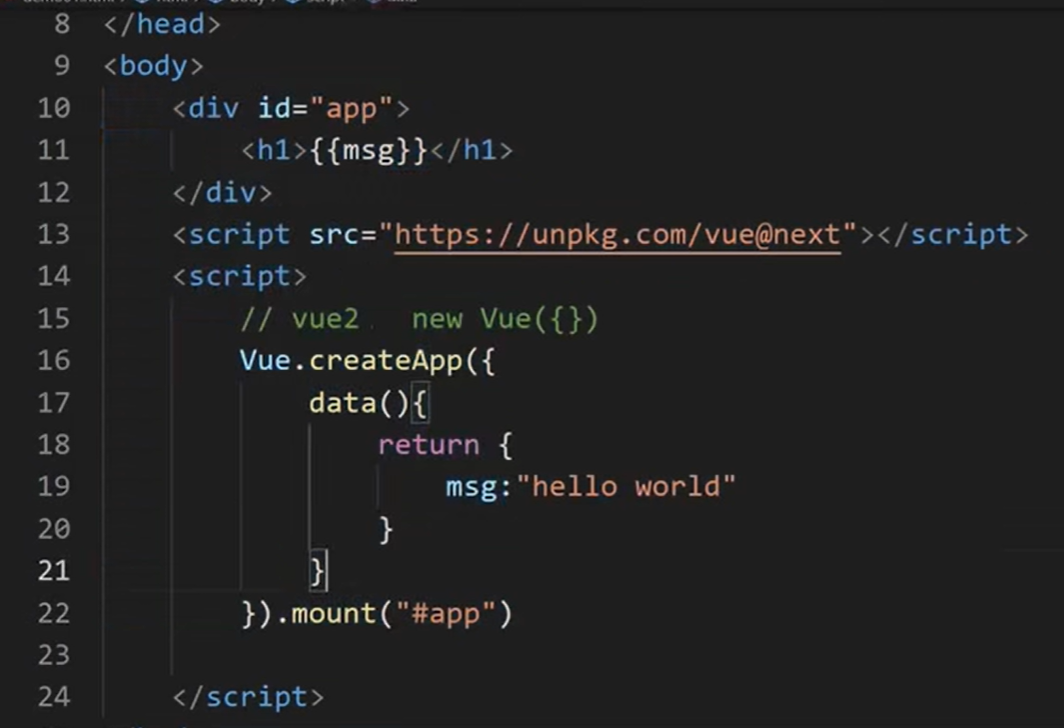 8 </head>
9 <body>
10 <div id="app">
11 <h1>{{msg}}</h1>
12 </div>
13 <script src="https://unpkg.com/vue@next"></script>
14 <script>
15 // vue2 new Vue({})
16 Vue.createApp({
17 data(){
18 return {
19 msg:"hello world"
20 }
21 }
22 }).mount("#app")
23
24 </script>